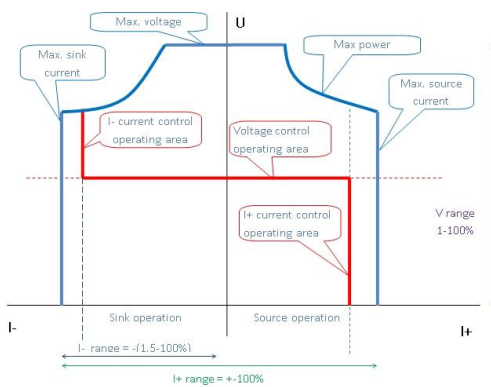 Max. voltage
U
Max power
Max. sink
current
Max. source
current
I- current control
operating area
Voltage control
operating area
I+ current control
operating area
V range
1-100%
Sink operation
Source operation
I-
I+
I- range = -(1.5-100%)
I+ range = +-100%